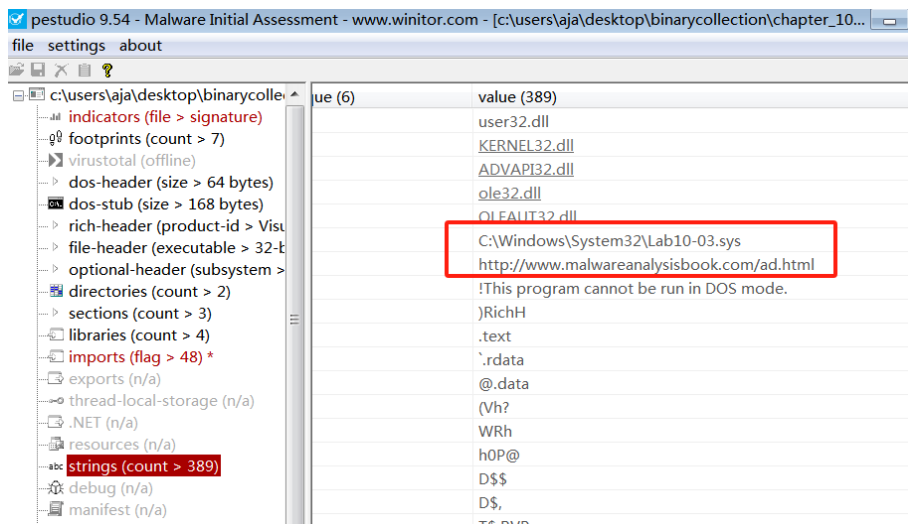 pestudio 9.54 - Malware Initial Assessment - www.winitor.com - [c:\users\aja\desktop\binarycollection\chapter_10...
file settings about
c:\users\aja\desktop\binarycolle
indicators (file > signature)
footprints (count > 7)
virustotal (offline)
dos-header (size > 64 bytes)
dos-stub (size > 168 bytes)
rich-header (product-id > Visu
file-header (executable > 32-b
optional-header (subsystem >
directories (count > 2)
sections (count > 3)
libraries (count > 4)
imports (flag > 48) *
exports (n/a)
thread-local-storage (n/a)
.NET (n/a)
resources (n/a)
abc strings (count > 389)
debug (n/a)
manifest (n/a)
ue (6)
value (389)
user32.dll
KERNEL32.dll
ADVAPI32.dll
ole32.dll
OLEAUT32.dll
C:\Windows\System32\Lab10-03.sys
http://www.malwareanalysisbook.com/ad.html
!This program cannot be run in DOS mode.
)RichH
.text
`.rdata
@.data
(Vh?
WRh
h0P@
D$$
D$,